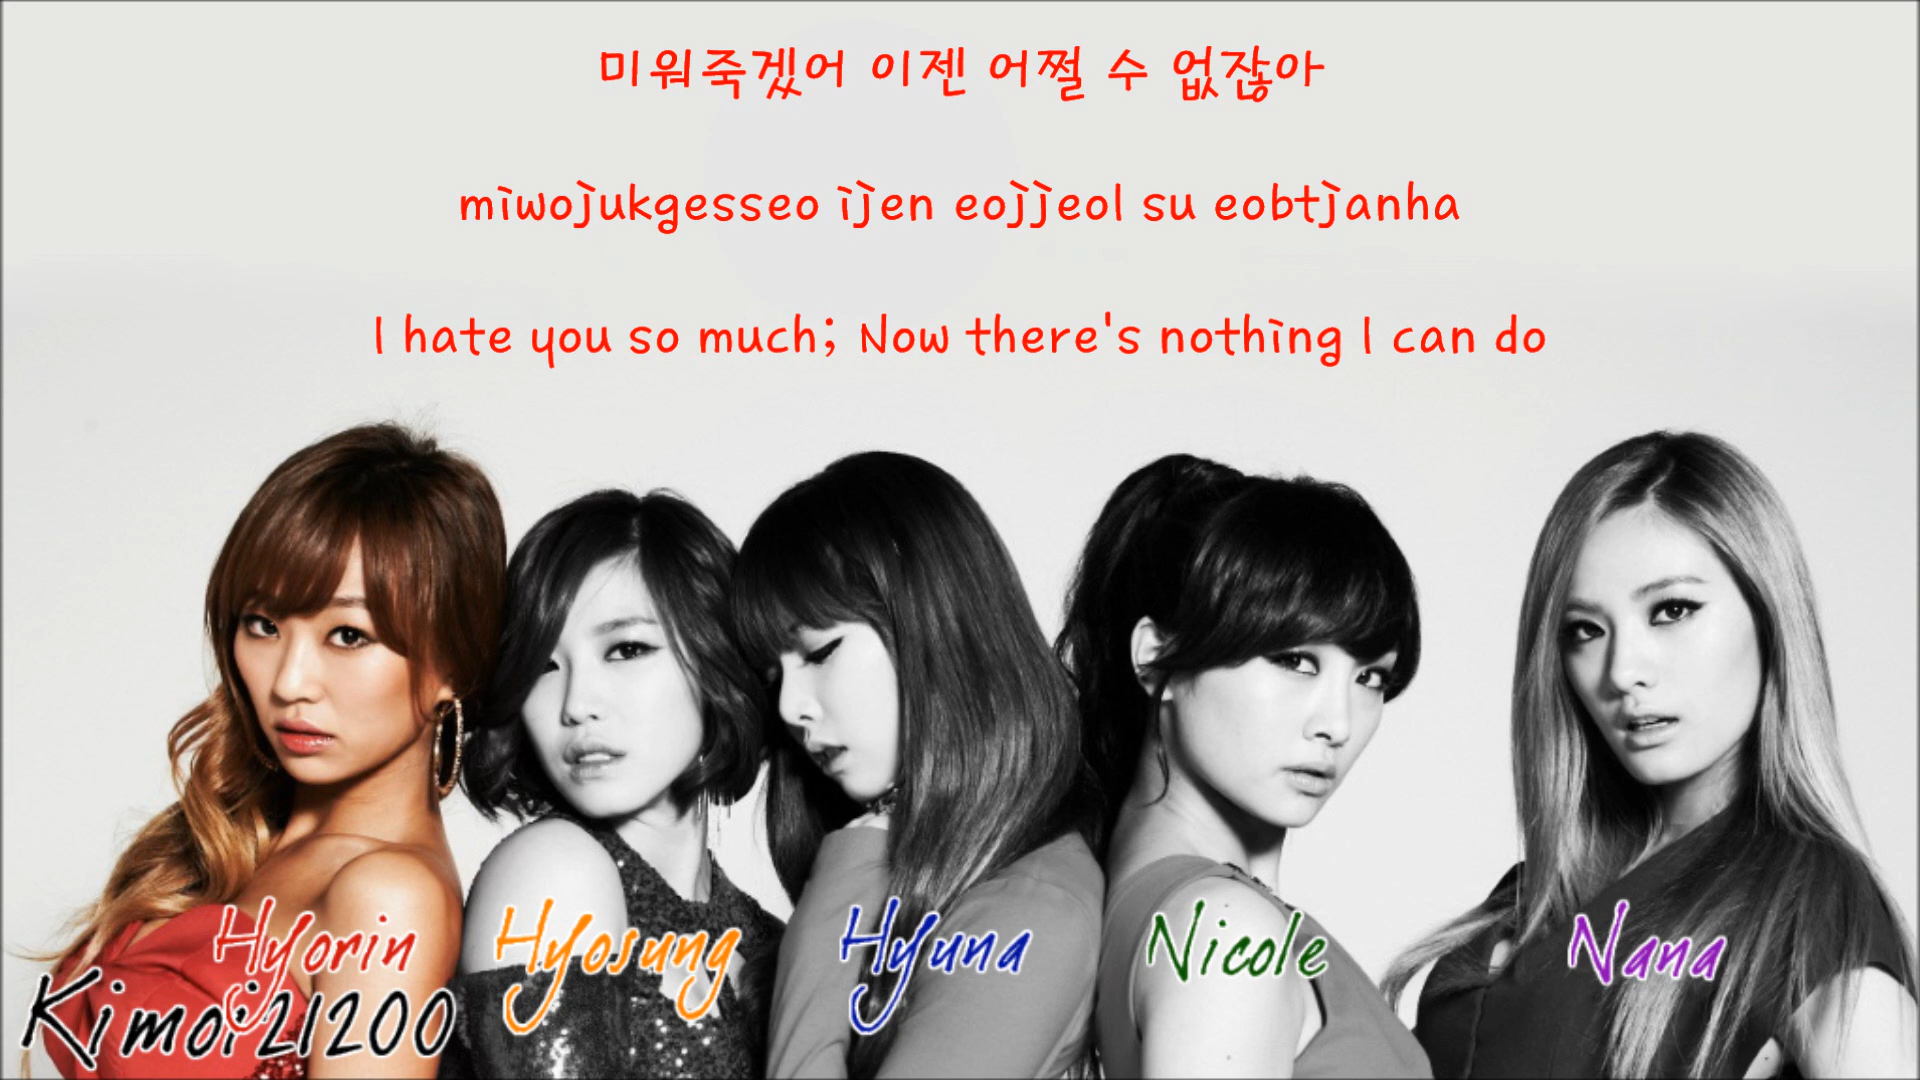 미워죽겠어 이젠 어쩔 수 없잖아
miwojukgesseo ijen eojjeol su eobtjanha
I hate you so much; Now there's nothing I can do
Hyorin Hyosung Hyuna Nicole Nana
Kimoi21200